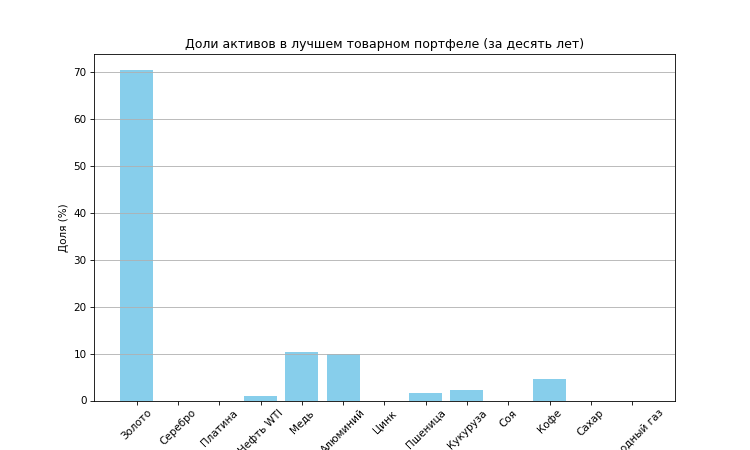 Доли активов в лучшем товарном портфеле (за десять лет)
Доля (%)
70
60
50
40
30
20
10
0
Золото
Серебро
Платина
Нефть WTI
Медь
Алюминий
Цинк
Пшеница
Кукуруза
Соя
Кофе
Сахар
одный газ